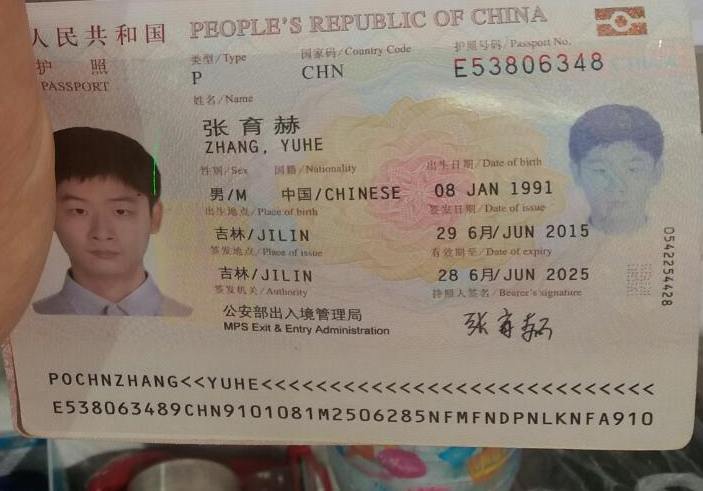 人民共和国 PEOPLE'S REPUBLIC OF CHINA
护 照
PASSPORT
类型/Type 国家码/Country Code 护照号码/Passport No.
P CHN E53806348
姓名/Name
张育赫
ZHANG, YUHE
性别/Sex 国籍/Nationality 出生日期/Date of birth
男/M 中国/CHINESE 08 JAN 1991
出生地点/Place of birth 签发日期/Date of issue
吉林/JILIN 29 6月/JUN 2015
签发地点/Place of issue 有效期至/Date of expiry
吉林/JILIN 28 6月/JUN 2025
签发机关/Authority 持照人签名/Bearer's signature
公安部出入境管理局
MPS Exit & Entry Administration
张育赫
0542254428
POCHNZHANG<<YUHE<<<<<<<<<<<<<<<<<<<<<<<<<<<<
E538063489CHN9101081M2506285NFMFNDPNLKNFA910